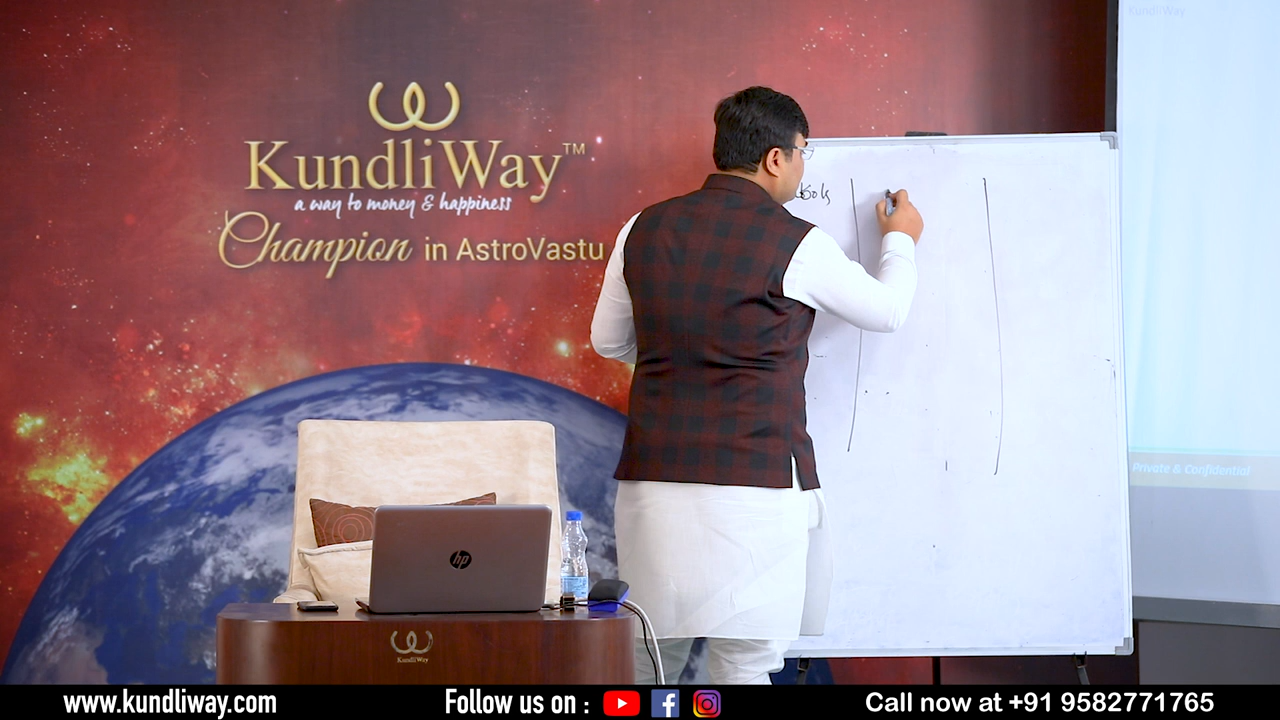 KundliWay
KundliWay™
a way to money & happiness
Champion in AstroVastu
Private & Confidential
hp
KundliWay
www.kundliway.com
Follow us on :
Call now at +91 9582771765